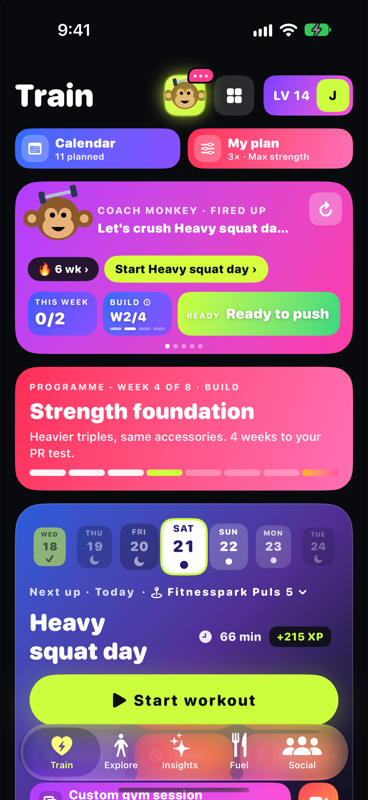 9:41
Train
LV 14 J
Calendar
11 planned
My plan
3× · Max strength
COACH MONKEY · FIRED UP
Let's crush Heavy squat da...
6 wk ›
Start Heavy squat day ›
THIS WEEK
0/2
BUILD
W2/4
READY Ready to push
PROGRAMME · WEEK 4 OF 8 · BUILD
Strength foundation
Heavier triples, same accessories. 4 weeks to your
PR test.
WED
18
THU
19
FRI
20
SAT
21
SUN
22
MON
23
TUE
24
Next up · Today · Fitnesspark Puls 5
Heavy
squat day
66 min
+215 XP
Start workout
Train
Explore
Insights
Fuel
Social
Custom gym session